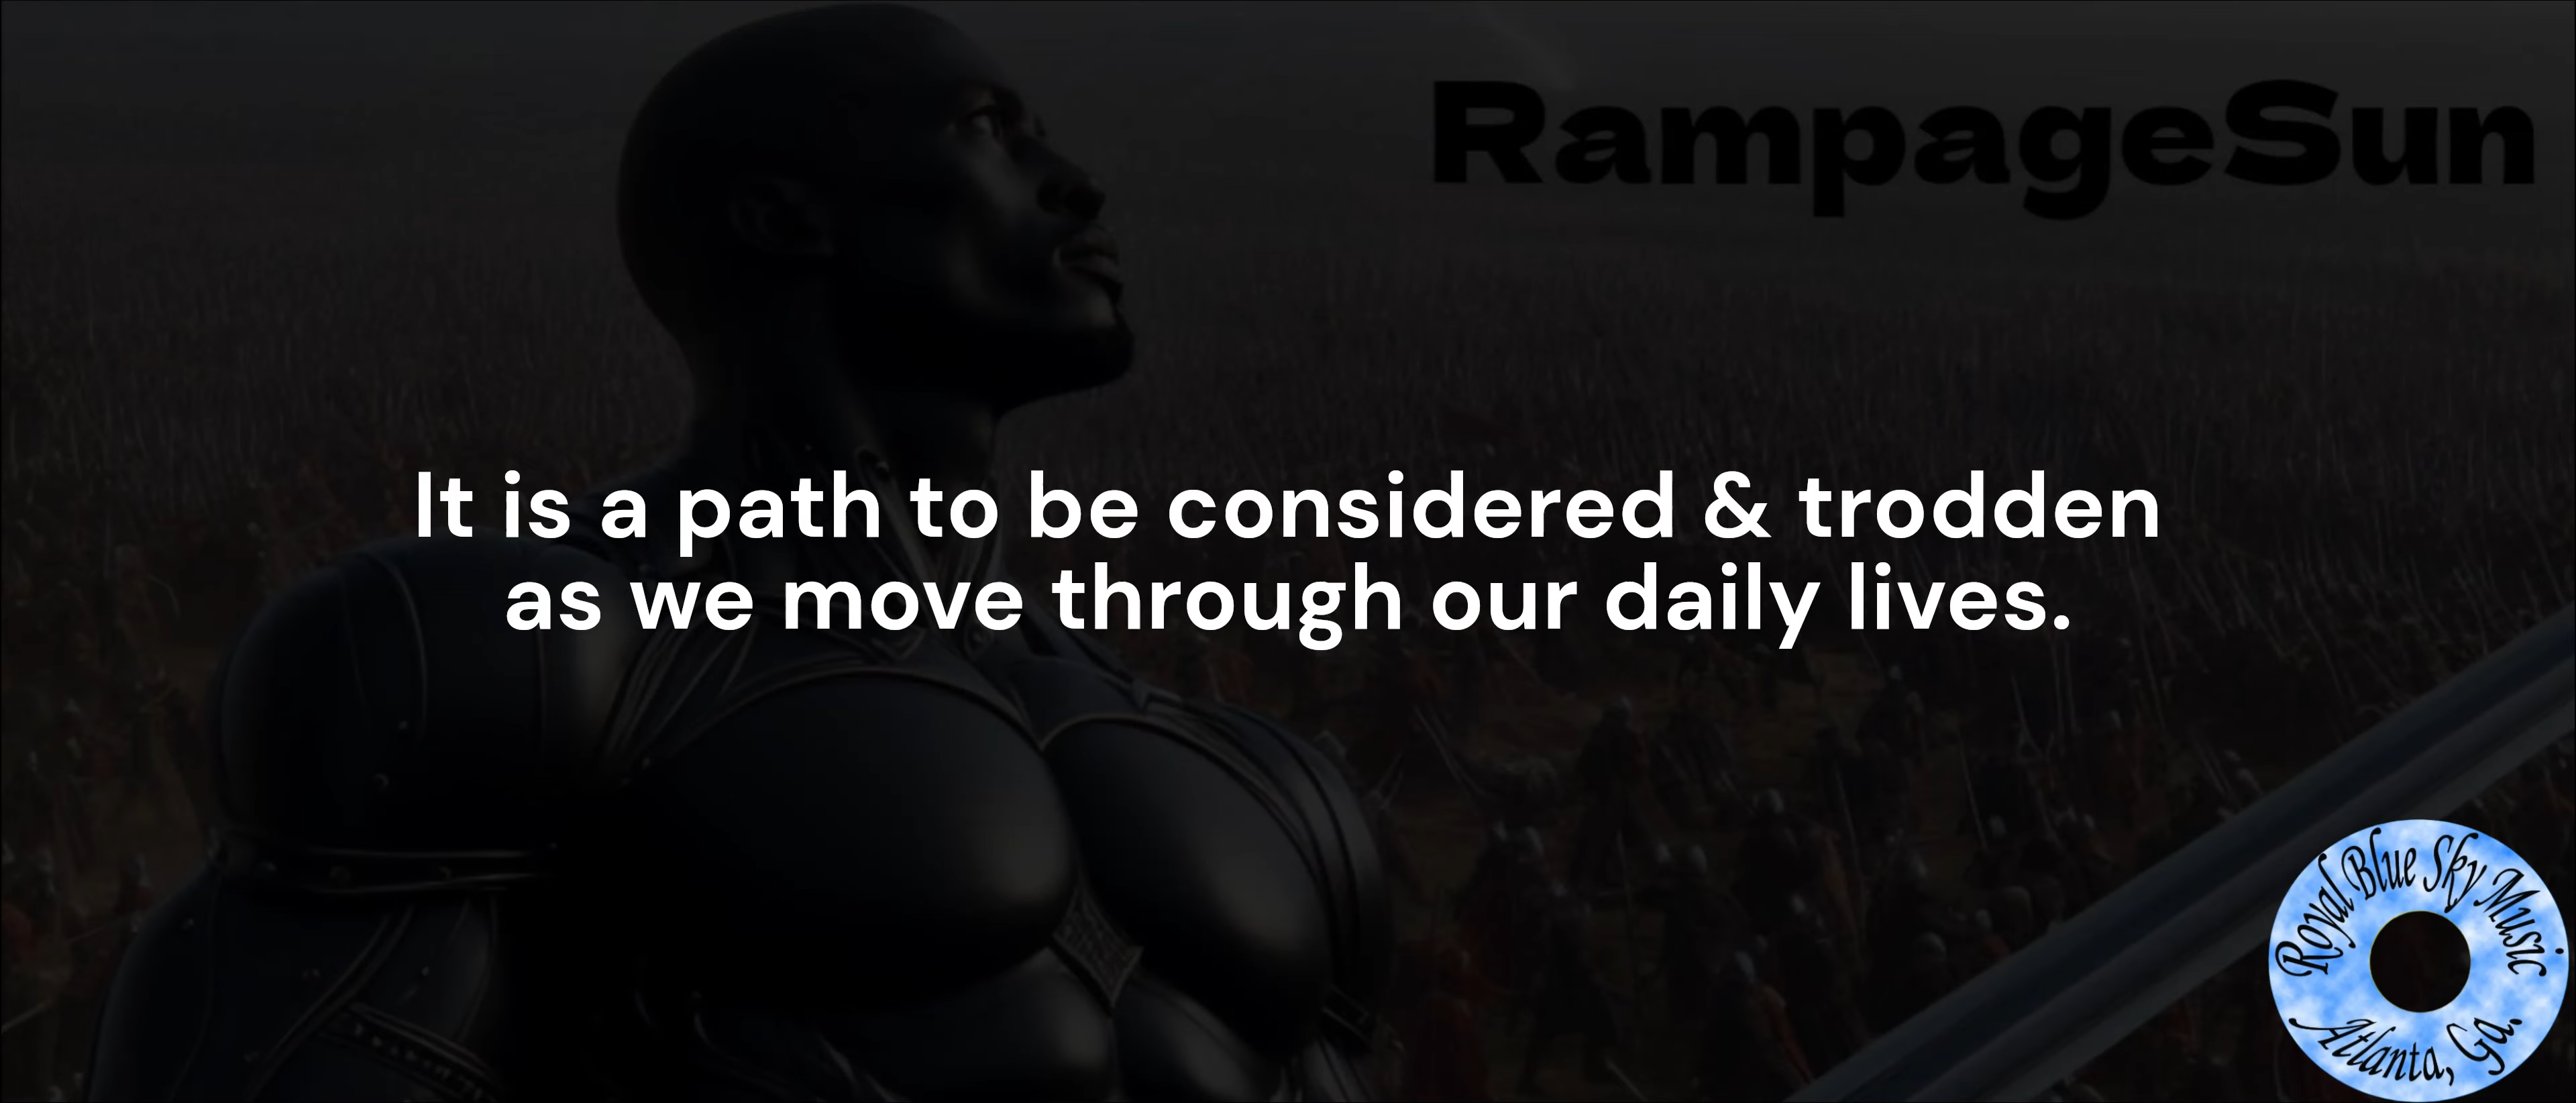 RampageSun
It is a path to be considered & trodden
as we move through our daily lives.
Royal Blue Sky Music
Atlanta, Ga.